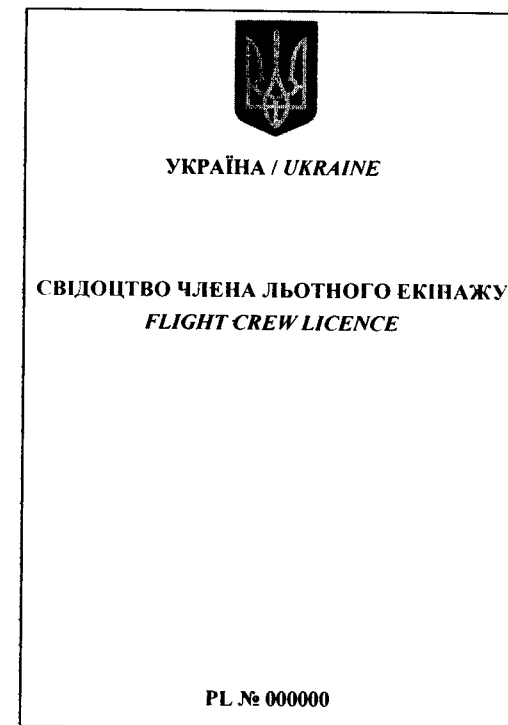 УКРАЇНА / UKRAINE
СВІДОЦТВО ЧЛЕНА ЛЬОТНОГО ЕКІПАЖУ
FLIGHT CREW LICENCE
PL № 000000